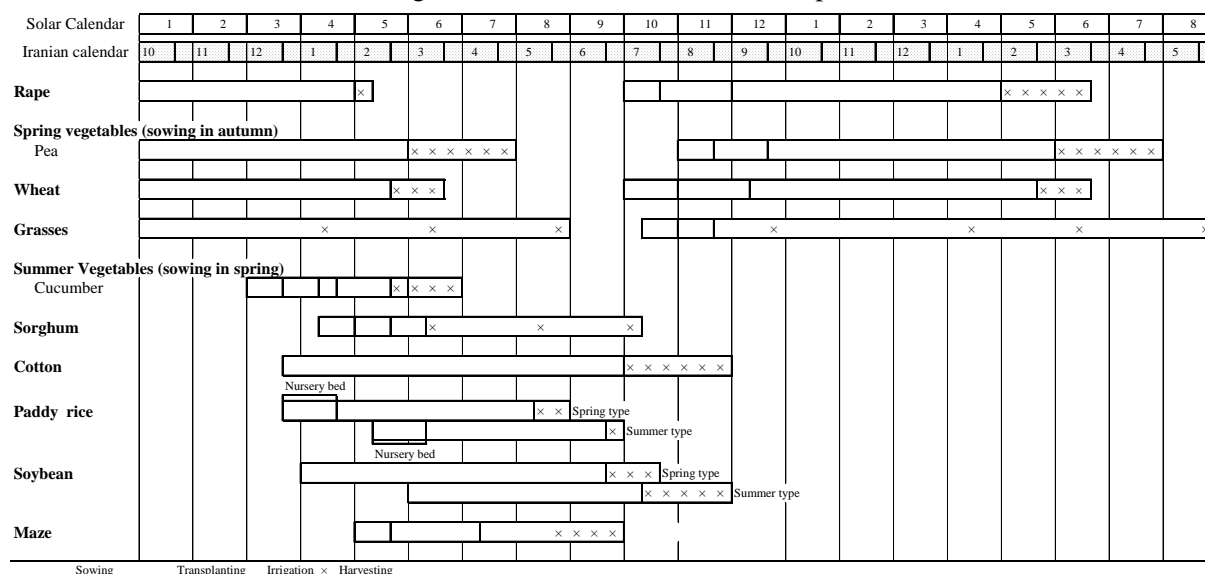 Solar Calendar 1 2 3 4 5 6 7 8 9 10 11 12 1 2 3 4 5 6 7 8
Iranian calendar 10 11 12 1 2 3 4 5 6 7 8 9 10 11 12 1 2 3 4 5
Rape × × × × × ×
Spring vegetables (sowing in autumn)
Pea × × × × × × × × × × × ×
Wheat × × × × × ×
Grasses × × × × × × ×
Summer Vegetables (sowing in spring)
Cucumber × × × ×
Sorghum × × ×
Cotton × × × × × ×
Nursery bed
Paddy rice × × Spring type
× Summer type
Nursery bed
Soybean × × × Spring type
× × × × × Summer type
Maze × × × ×
Sowing Transplanting Irrigation × Harvesting